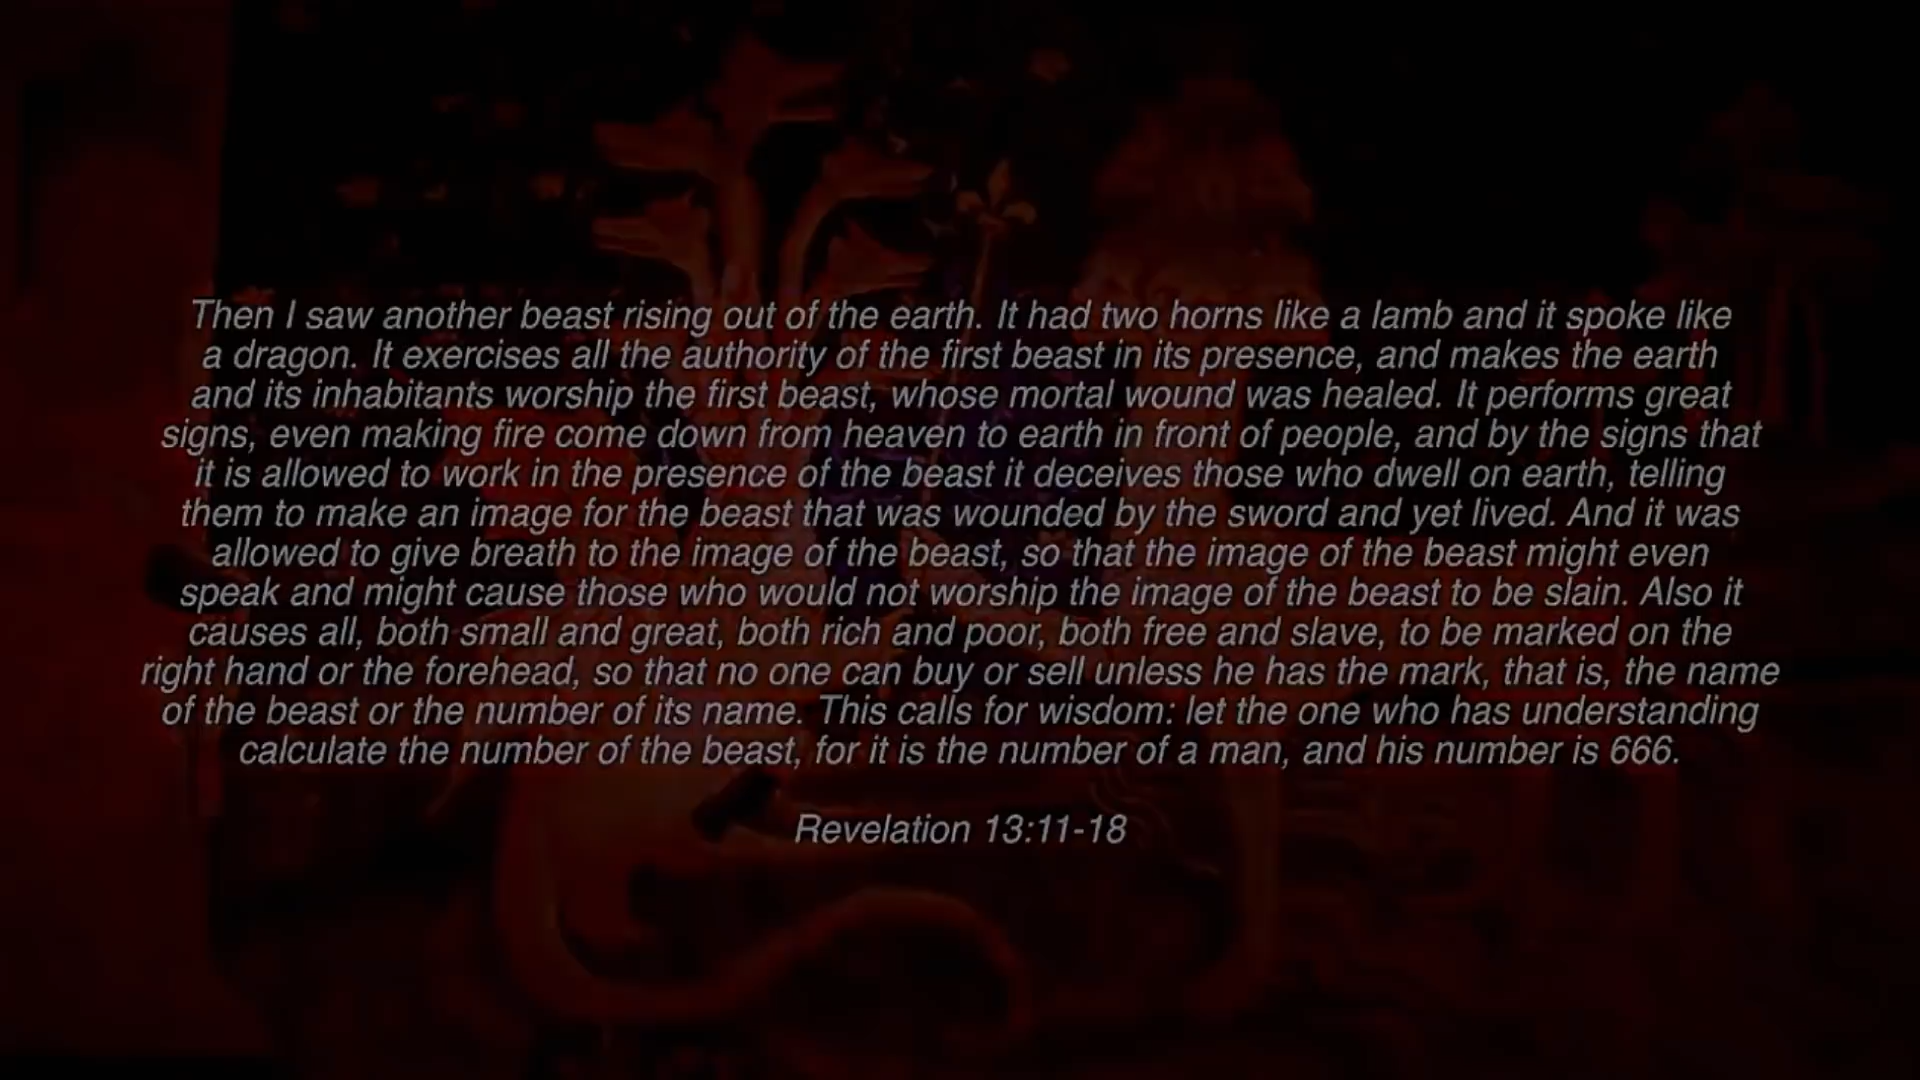 Then I saw another beast rising out of the earth. It had two horns like a lamb and it spoke like
a dragon. It exercises all the authority of the first beast in its presence, and makes the earth
and its inhabitants worship the first beast, whose mortal wound was healed. It performs great
signs, even making fire come down from heaven to earth in front of people, and by the signs that
it is allowed to work in the presence of the beast it deceives those who dwell on earth, telling
them to make an image for the beast that was wounded by the sword and yet lived. And it was
allowed to give breath to the image of the beast, so that the image of the beast might even
speak and might cause those who would not worship the image of the beast to be slain. Also it
causes all, both small and great, both rich and poor, both free and slave, to be marked on the
right hand or the forehead, so that no one can buy or sell unless he has the mark, that is, the name
of the beast or the number of its name. This calls for wisdom: let the one who has understanding
calculate the number of the beast, for it is the number of a man, and his number is 666.
Revelation 13:11-18